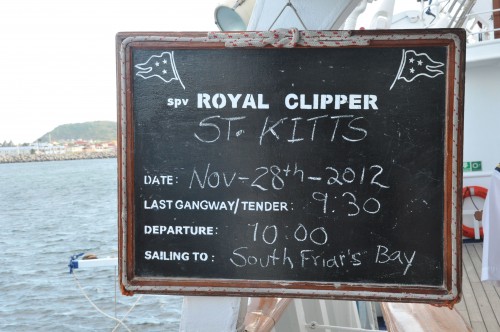 SPV ROYAL CLIPPER
ST. KITTS
DATE: Nov-28th-2012
LAST GANGWAY/TENDER: 9:30
DEPARTURE: 10:00
SAILING TO: South Friar's Bay